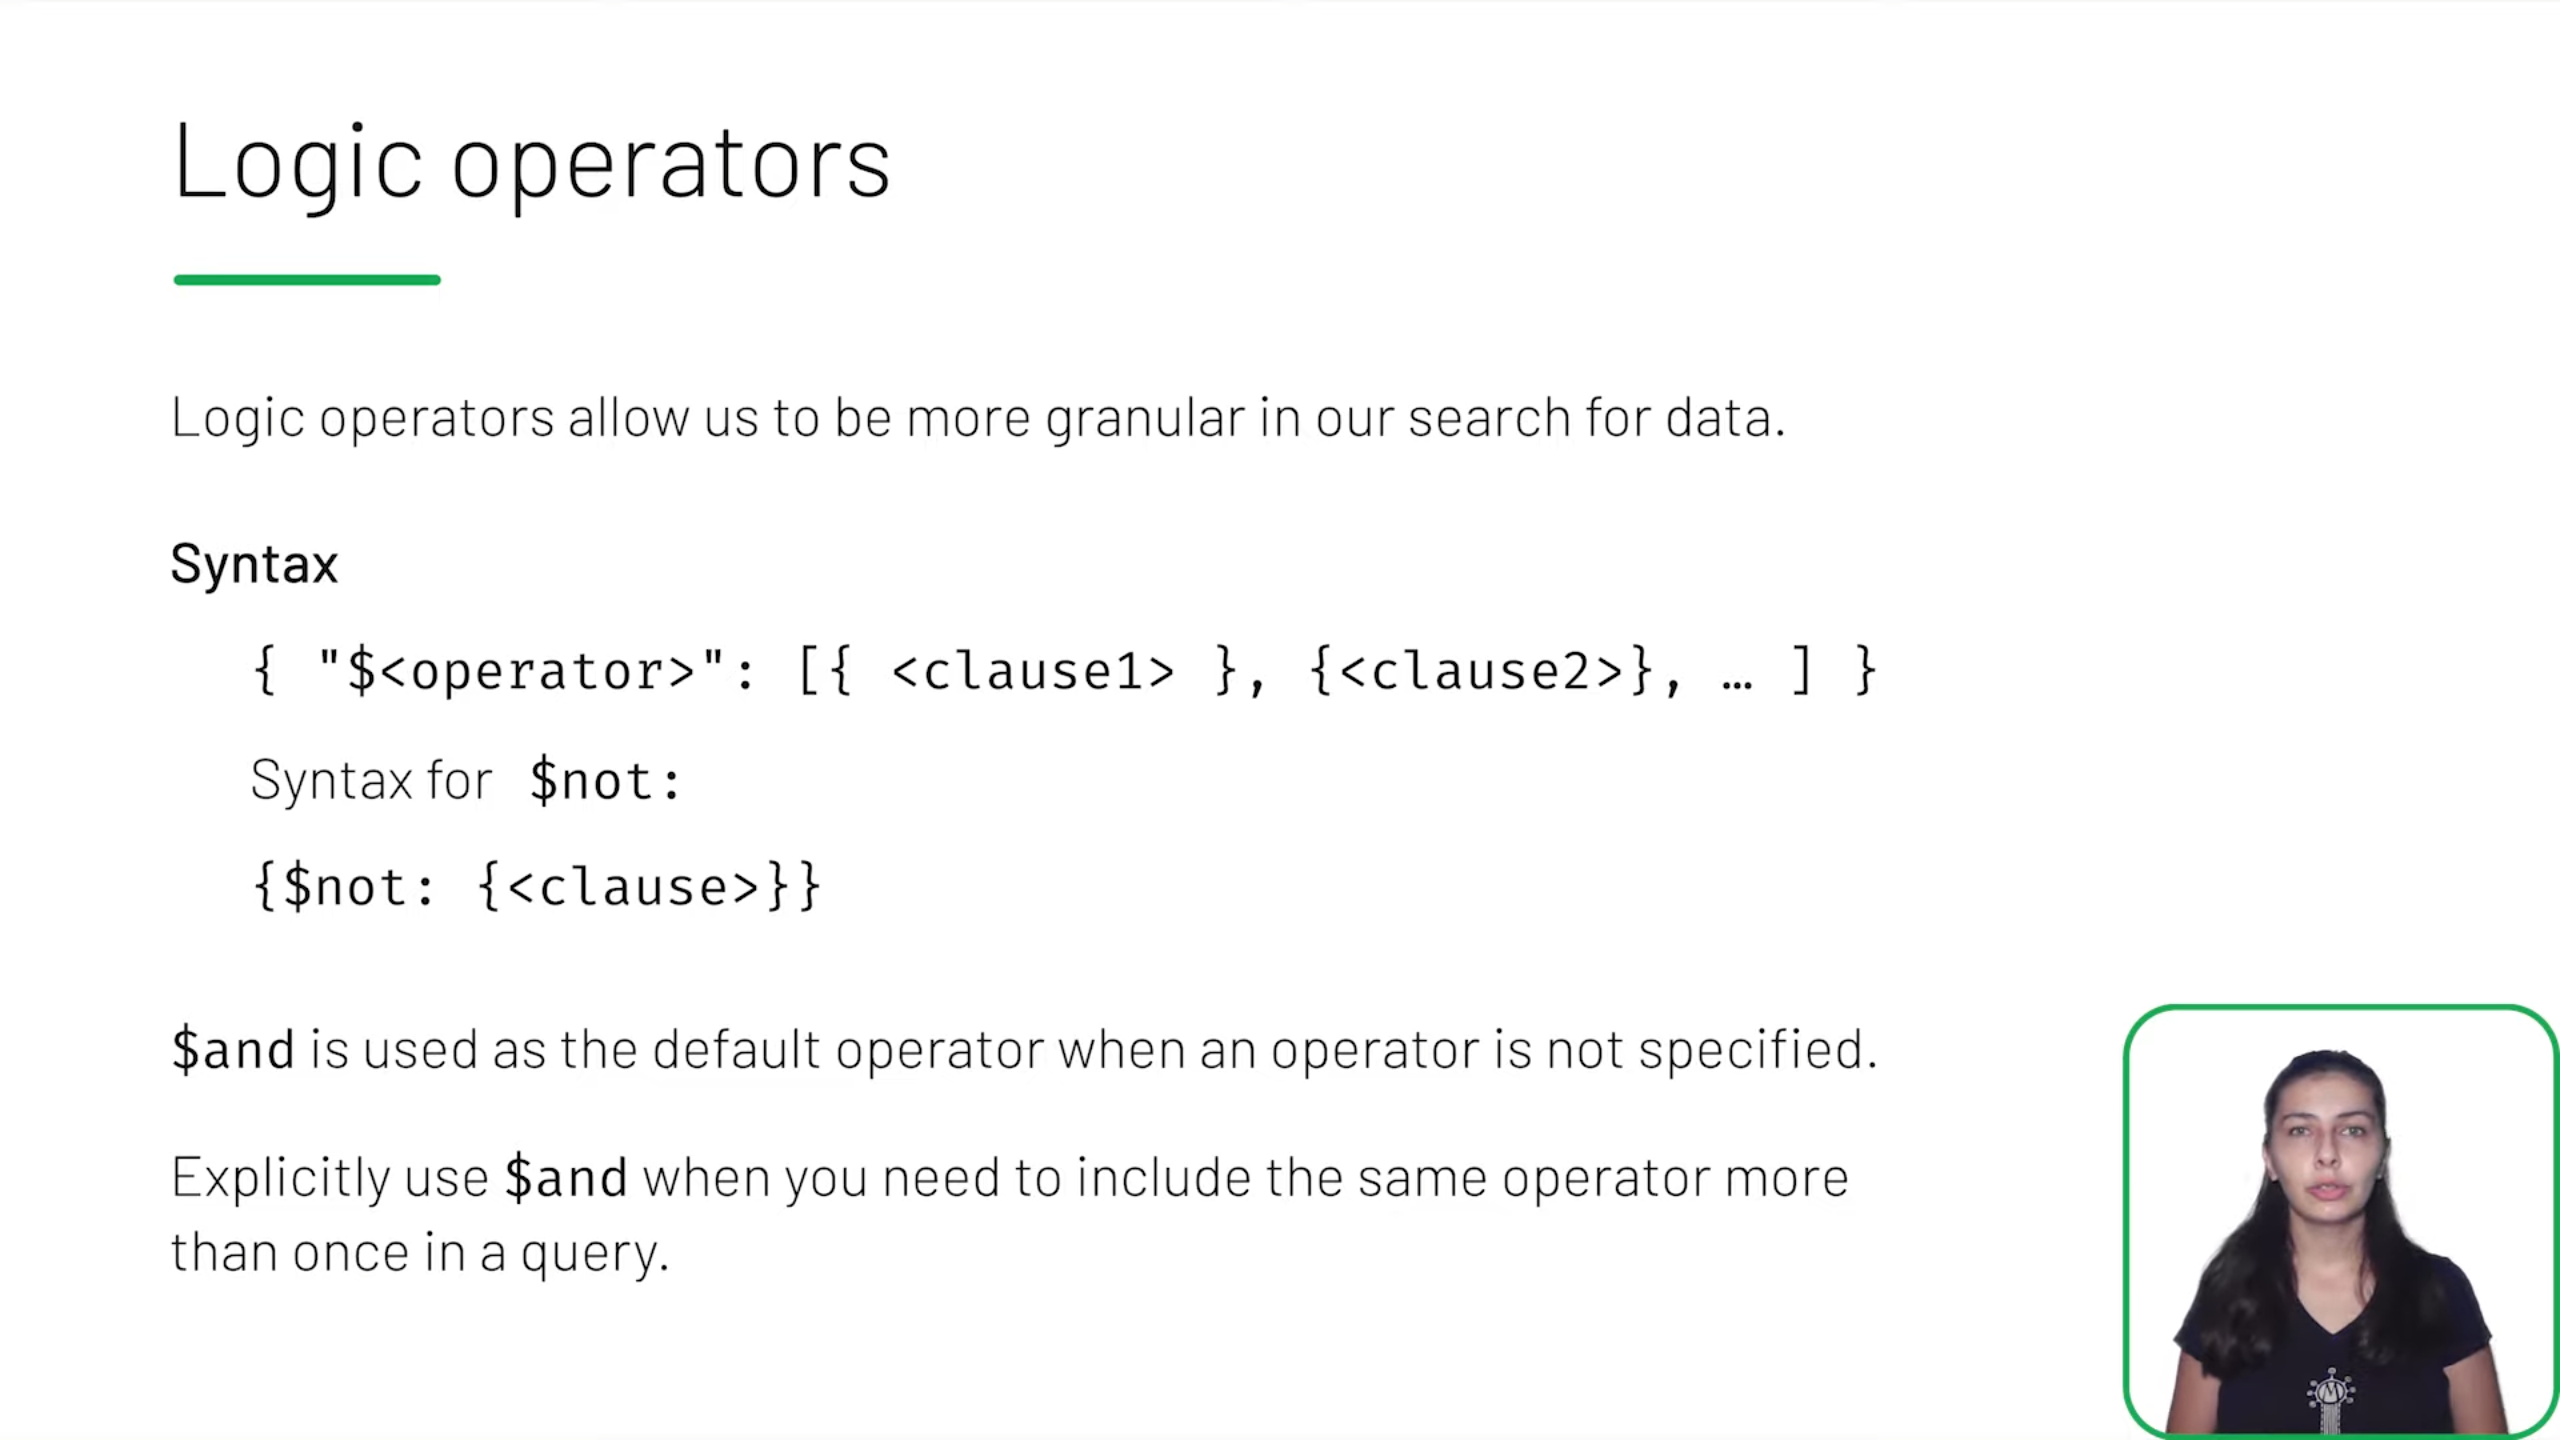 Logic operators
Logic operators allow us to be more granular in our search for data.
Syntax
{ "$<operator>": [{ <clause1> }, {<clause2>}, … ] }
Syntax for $not:
{$not: {<clause>}}
$and is used as the default operator when an operator is not specified.
Explicitly use $and when you need to include the same operator more
than once in a query.
M